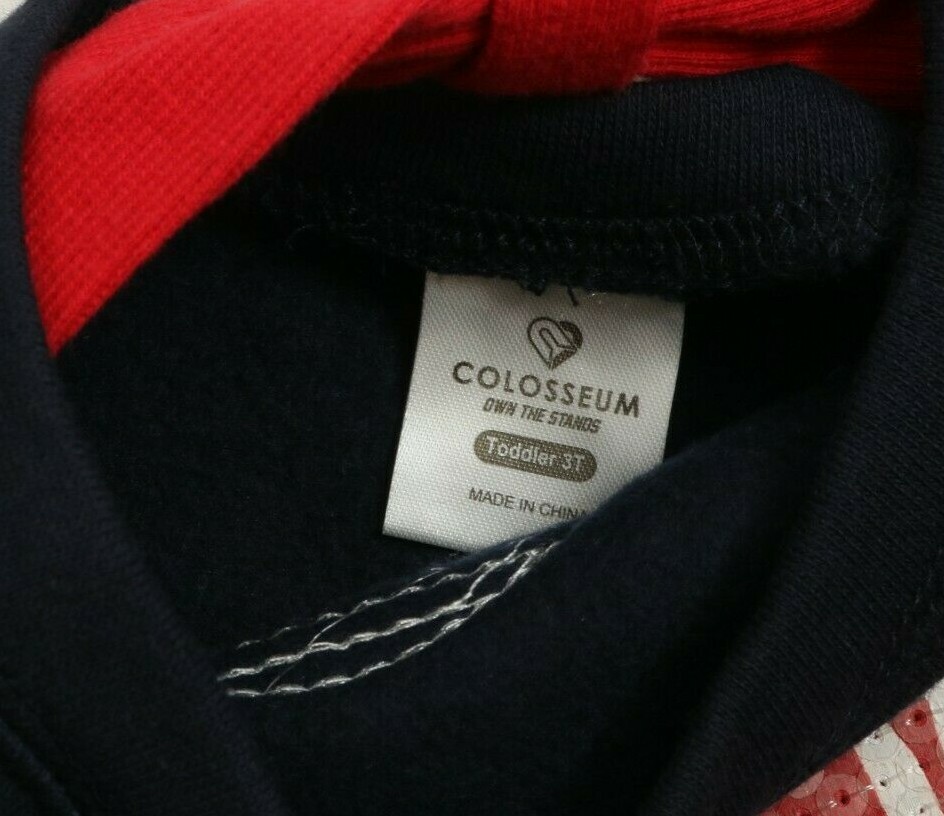 COLOSSEUM
OWN THE STANDS
Toddler 3T
MADE IN CHINA